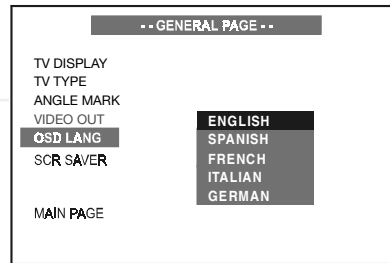 - - GENERAL PAGE - -
TV DISPLAY
TV TYPE
ANGLE MARK
VIDEO OUT
OSD LANG
SCR SAVER
MAIN PAGE
ENGLISH
SPANISH
FRENCH
ITALIAN
GERMAN